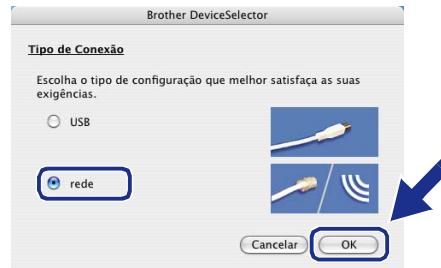 Brother DeviceSelector
Tipo de Conexão
Escolha o tipo de configuração que melhor satisfaça as suas
exigências.
USB
rede
Cancelar
OK